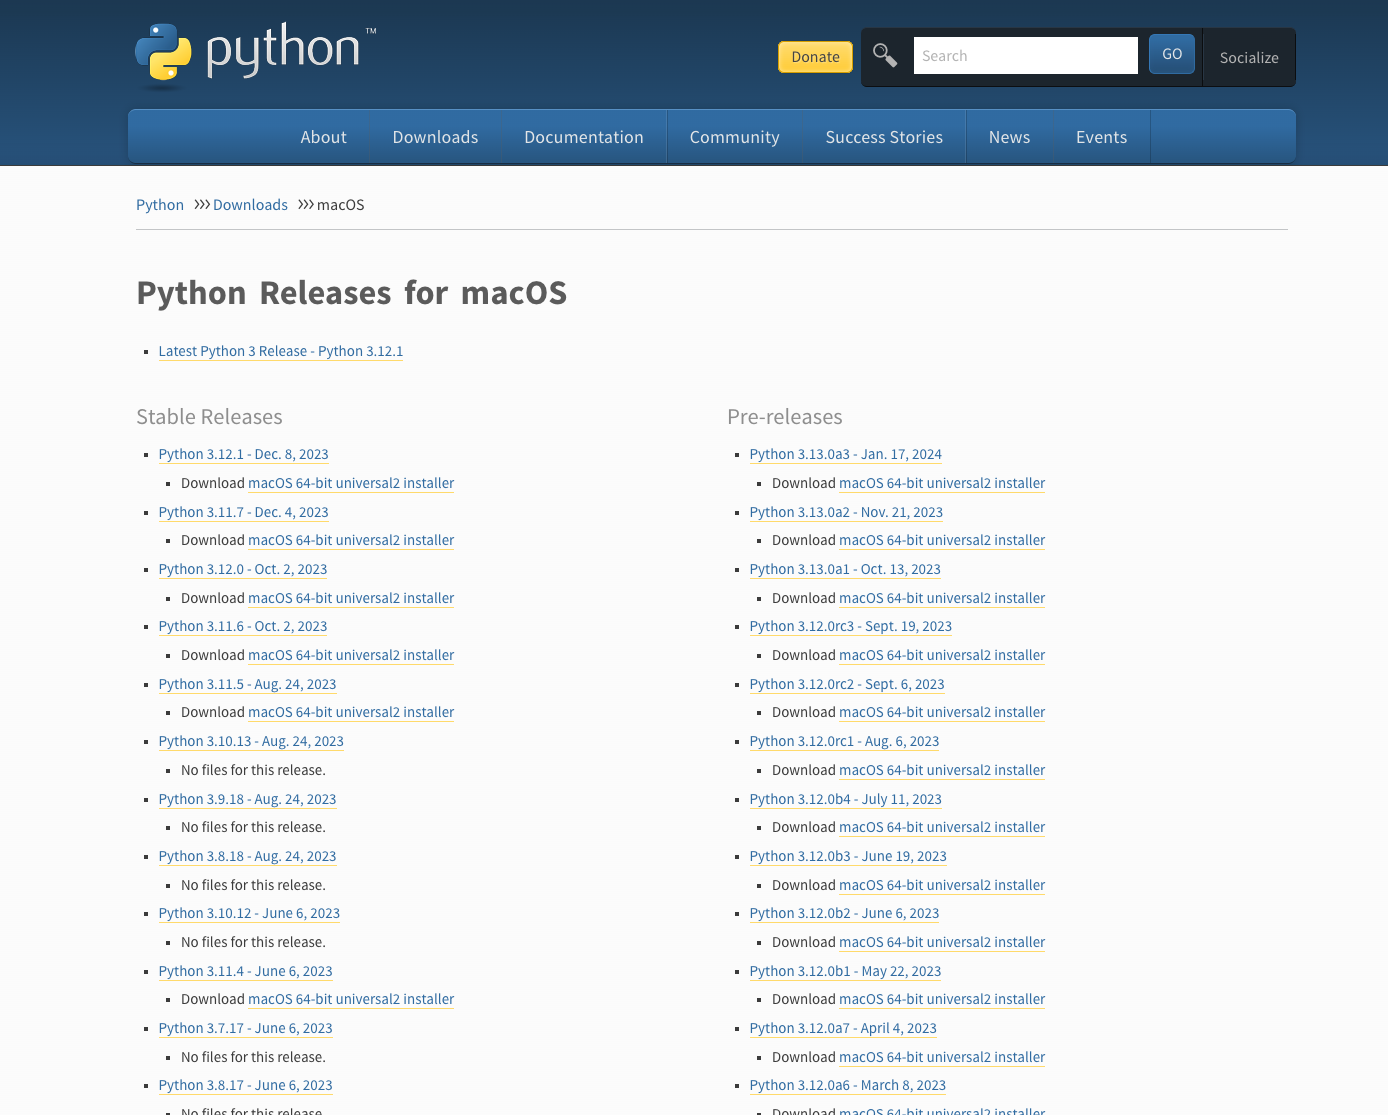 python™
Donate
Search
GO
Socialize
About
Downloads
Documentation
Community
Success Stories
News
Events
Python >>> Downloads >>> macOS
Python Releases for macOS
Latest Python 3 Release - Python 3.12.1
Stable Releases
Python 3.12.1 - Dec. 8, 2023
Download macOS 64-bit universal2 installer
Python 3.11.7 - Dec. 4, 2023
Download macOS 64-bit universal2 installer
Python 3.12.0 - Oct. 2, 2023
Download macOS 64-bit universal2 installer
Python 3.11.6 - Oct. 2, 2023
Download macOS 64-bit universal2 installer
Python 3.11.5 - Aug. 24, 2023
Download macOS 64-bit universal2 installer
Python 3.10.13 - Aug. 24, 2023
No files for this release.
Python 3.9.18 - Aug. 24, 2023
No files for this release.
Python 3.8.18 - Aug. 24, 2023
No files for this release.
Python 3.10.12 - June 6, 2023
No files for this release.
Python 3.11.4 - June 6, 2023
Download macOS 64-bit universal2 installer
Python 3.7.17 - June 6, 2023
No files for this release.
Python 3.8.17 - June 6, 2023
No files for this release.
Pre-releases
Python 3.13.0a3 - Jan. 17, 2024
Download macOS 64-bit universal2 installer
Python 3.13.0a2 - Nov. 21, 2023
Download macOS 64-bit universal2 installer
Python 3.13.0a1 - Oct. 13, 2023
Download macOS 64-bit universal2 installer
Python 3.12.0rc3 - Sept. 19, 2023
Download macOS 64-bit universal2 installer
Python 3.12.0rc2 - Sept. 6, 2023
Download macOS 64-bit universal2 installer
Python 3.12.0rc1 - Aug. 6, 2023
Download macOS 64-bit universal2 installer
Python 3.12.0b4 - July 11, 2023
Download macOS 64-bit universal2 installer
Python 3.12.0b3 - June 19, 2023
Download macOS 64-bit universal2 installer
Python 3.12.0b2 - June 6, 2023
Download macOS 64-bit universal2 installer
Python 3.12.0b1 - May 22, 2023
Download macOS 64-bit universal2 installer
Python 3.12.0a7 - April 4, 2023
Download macOS 64-bit universal2 installer
Python 3.12.0a6 - March 8, 2023
Download macOS 64-bit universal2 installer